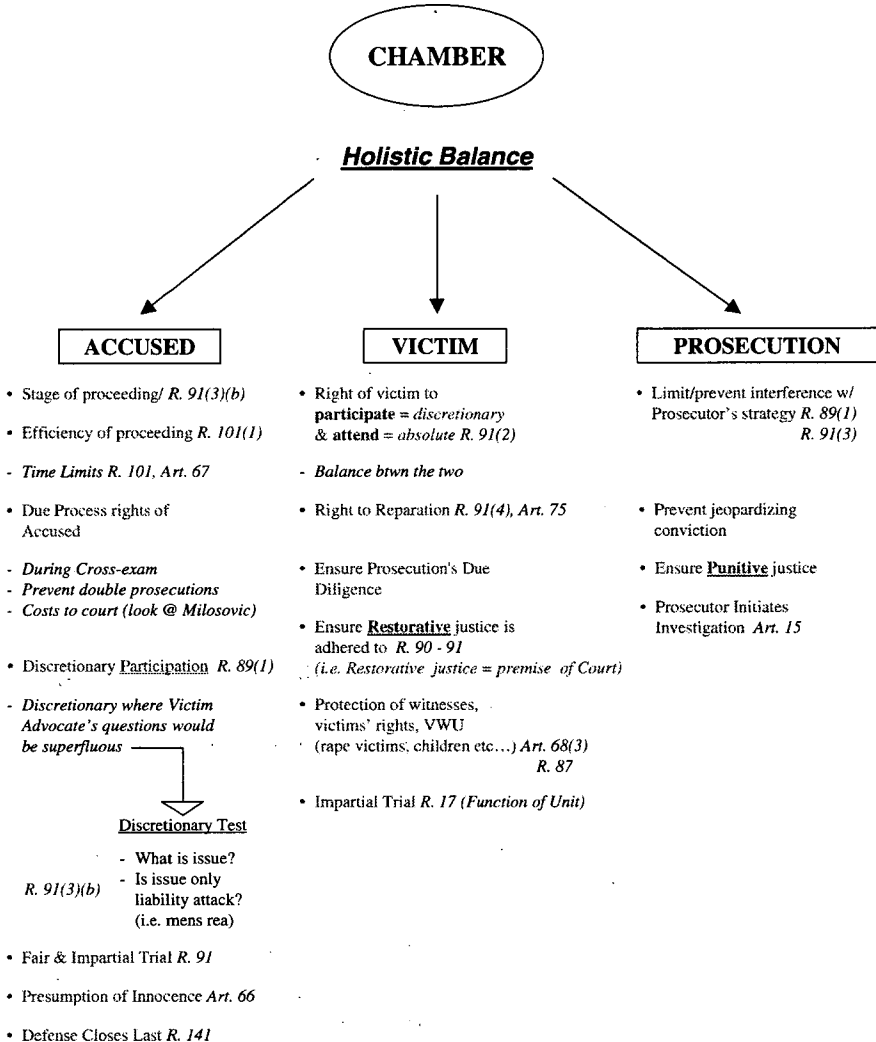 CHAMBER
Holistic Balance
ACCUSED
• Stage of proceeding/ R. 91(3)(b)
• Efficiency of proceeding R. 101(1)
- Time Limits R. 101, Art. 67
• Due Process rights of
Accused
- During Cross-exam
- Prevent double prosecutions
- Costs to court (look @ Milosovic)
• Discretionary Participation R. 89(1)
- Discretionary where Victim
Advocate's questions would
be superfluous
Discretionary Test
- What is issue?
- Is issue only
liability attack?
(i.e. mens rea)
R. 91(3)(b)
• Fair & Impartial Trial R. 91
• Presumption of Innocence Art. 66
• Defense Closes Last R. 141
VICTIM
• Right of victim to
participate = discretionary
& attend = absolute R. 91(2)
- Balance btwn the two
• Right to Reparation R. 91(4), Art. 75
• Ensure Prosecution's Due
Diligence
• Ensure Restorative justice is
adhered to R. 90 - 91
(i.e. Restorative justice = premise of Court)
• Protection of witnesses,
victims' rights, VWU
(rape victims, children etc...) Art. 68(3)
R. 87
• Impartial Trial R. 17 (Function of Unit)
PROSECUTION
• Limit/prevent interference w/
Prosecutor's strategy R. 89(1)
R. 91(3)
• Prevent jeopardizing
conviction
• Ensure Punitive justice
• Prosecutor Initiates
Investigation Art. 15